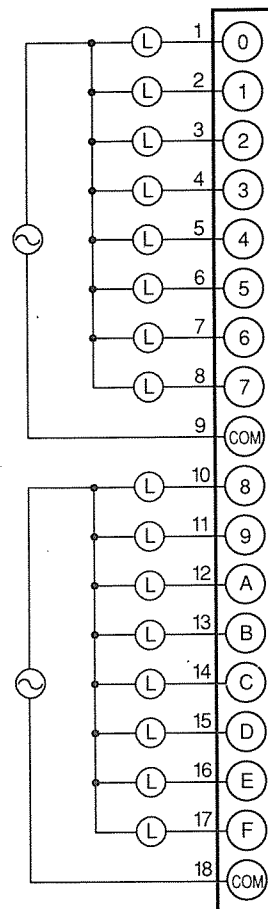 L 1 0
L 2 1
L 3 2
L 4 3
L 5 4
L 6 5
L 7 6
L 8 7
9 COM
L 10 8
L 11 9
L 12 A
L 13 B
L 14 C
L 15 D
L 16 E
L 17 F
18 COM